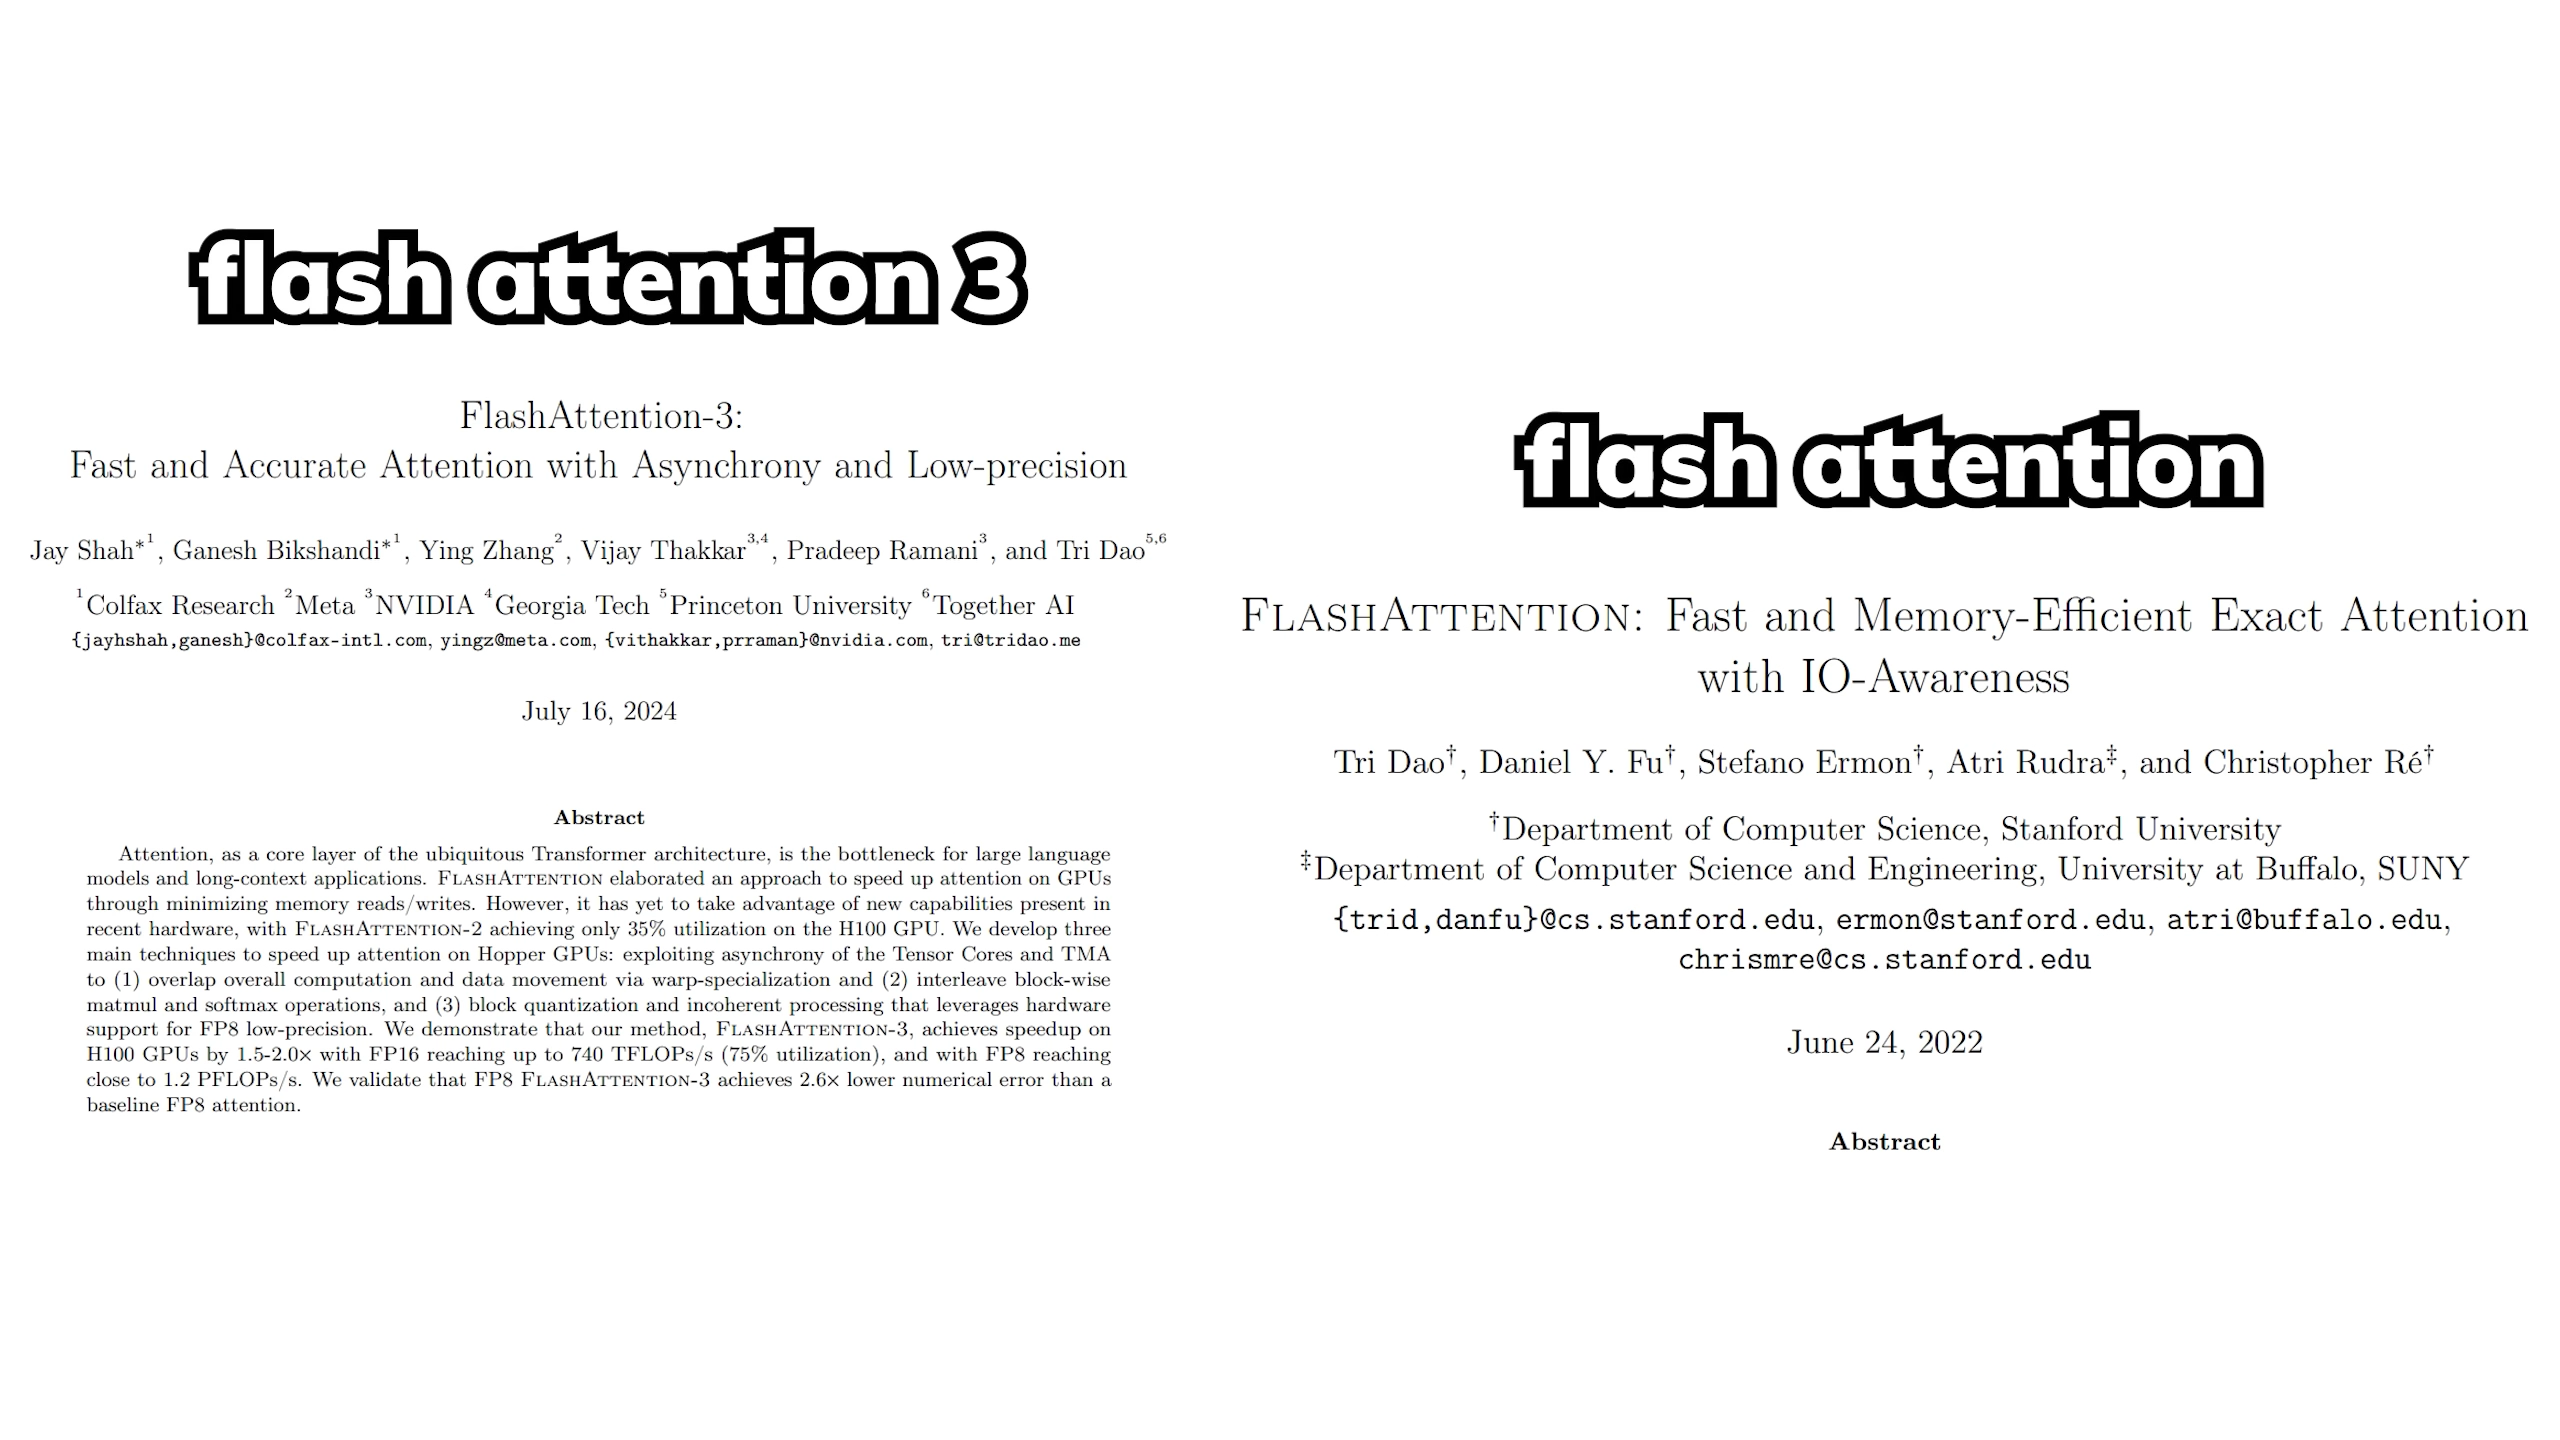 flash attention 3
FlashAttention-3:
Fast and Accurate Attention with Asynchrony and Low-precision
Jay Shah*¹, Ganesh Bikshandi*¹, Ying Zhang², Vijay Thakkar³,⁴, Pradeep Ramani³, and Tri Dao⁵,⁶
¹Colfax Research ²Meta ³NVIDIA ⁴Georgia Tech ⁵Princeton University ⁶Together AI
{jayhshah,ganesh}@colfax-intl.com, yingz@meta.com, {vithakkar,prraman}@nvidia.com, tri@tridao.me
July 16, 2024
Abstract
Attention, as a core layer of the ubiquitous Transformer architecture, is the bottleneck for large language
models and long-context applications. FLASHATTENTION elaborated an approach to speed up attention on GPUs
through minimizing memory reads/writes. However, it has yet to take advantage of new capabilities present in
recent hardware, with FLASHATTENTION-2 achieving only 35% utilization on the H100 GPU. We develop three
main techniques to speed up attention on Hopper GPUs: exploiting asynchrony of the Tensor Cores and TMA
to (1) overlap overall computation and data movement via warp-specialization and (2) interleave block-wise
matmul and softmax operations, and (3) block quantization and incoherent processing that leverages hardware
support for FP8 low-precision. We demonstrate that our method, FLASHATTENTION-3, achieves speedup on
H100 GPUs by 1.5-2.0× with FP16 reaching up to 740 TFLOPs/s (75% utilization), and with FP8 reaching
close to 1.2 PFLOPs/s. We validate that FP8 FLASHATTENTION-3 achieves 2.6× lower numerical error than a
baseline FP8 attention.
flash attention
FLASHATTENTION: Fast and Memory-Efficient Exact Attention
with IO-Awareness
Tri Dao†, Daniel Y. Fu†, Stefano Ermon†, Atri Rudra‡, and Christopher Ré†
†Department of Computer Science, Stanford University
‡Department of Computer Science and Engineering, University at Buffalo, SUNY
{trid,danfu}@cs.stanford.edu, ermon@stanford.edu, atri@buffalo.edu,
chrismre@cs.stanford.edu
June 24, 2022
Abstract